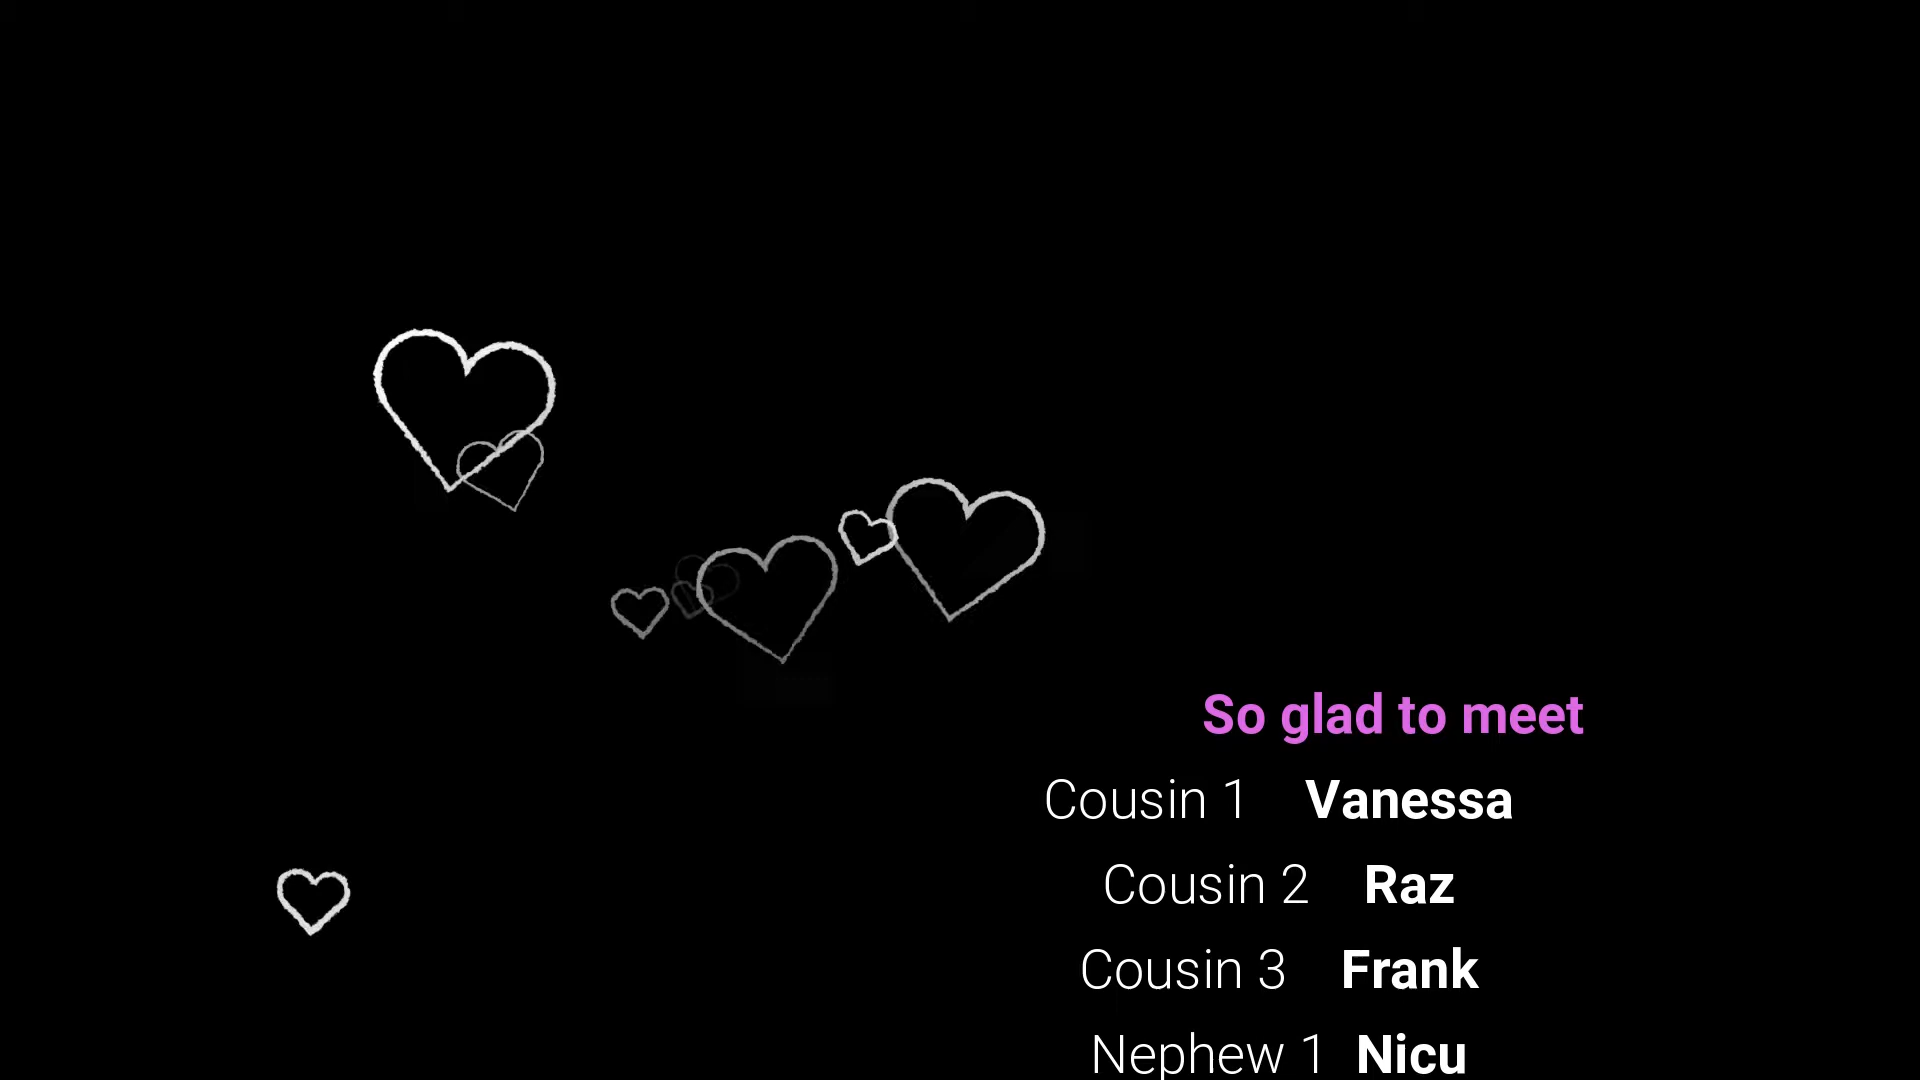 So glad to meet
Cousin 1 Vanessa
Cousin 2 Raz
Cousin 3 Frank
Nephew 1 Nicu